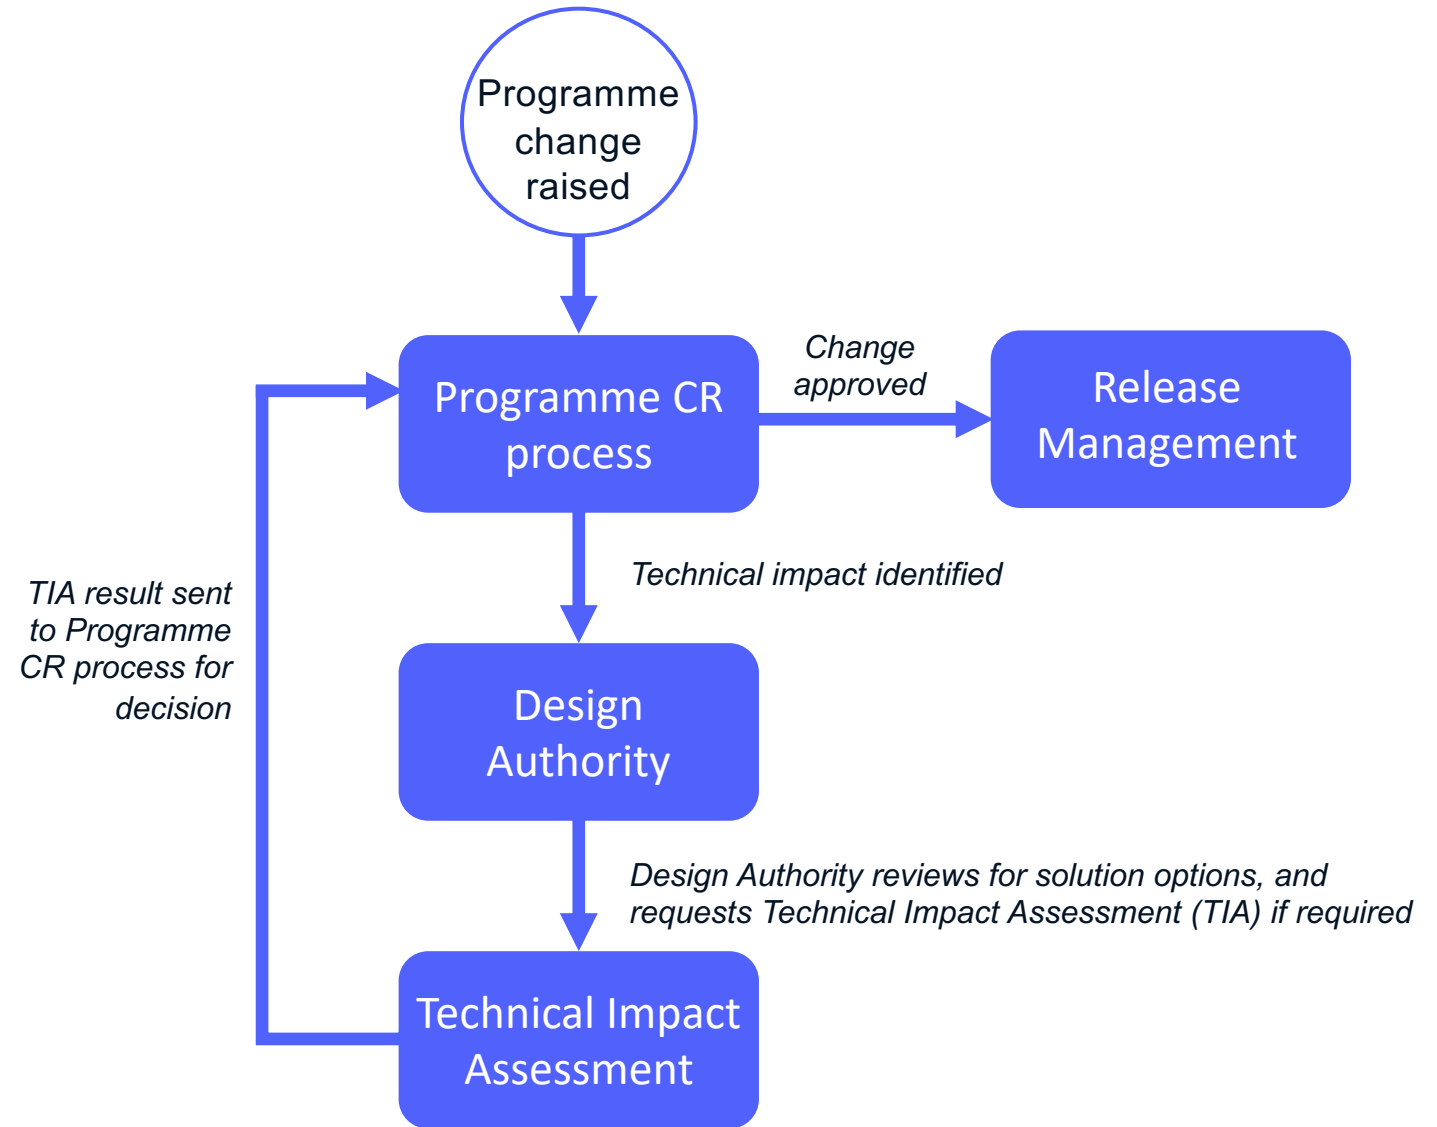 Programme
change
raised
Programme CR
process
Change
approved
Release
Management
Technical impact identified
TIA result sent
to Programme
CR process for
decision
Design
Authority
Design Authority reviews for solution options, and
requests Technical Impact Assessment (TIA) if required
Technical Impact
Assessment